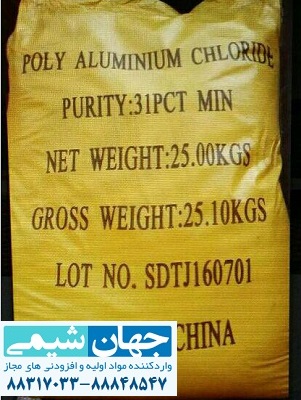 POLY ALUMINIUM CHLORIDE
PURITY:31PCT MIN
NET WEIGHT:25.00KGS
GROSS WEIGHT:25.10KGS
LOT NO. SDTJ160701
CHINA
جهان شیمی
واردکننده مواد اولیه و افزودنی های مجاز
۸۸۳۱۷۰۳۳-۸۸۸۴۸۵۴۷